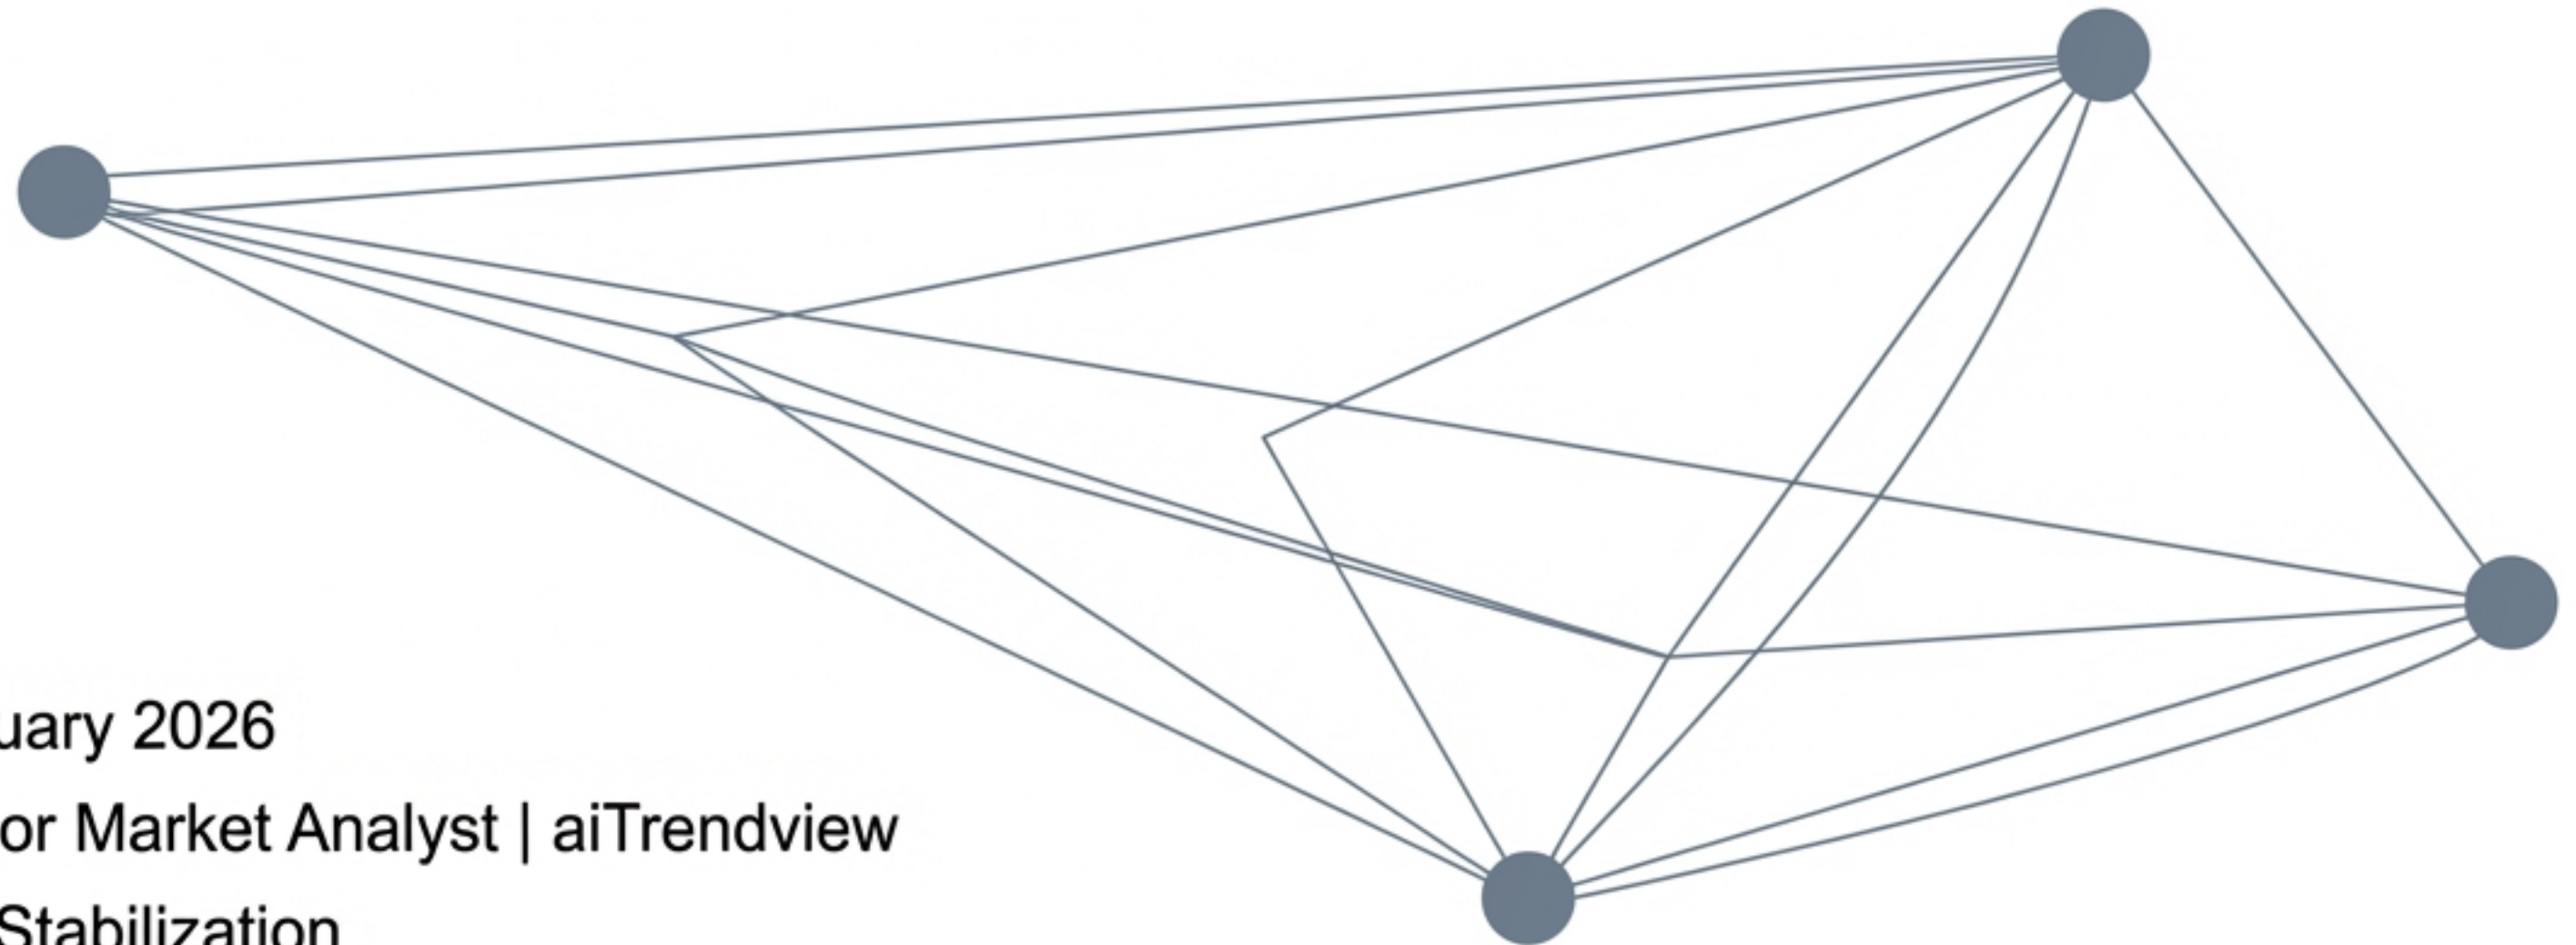 uary 2026
or Market Analyst | aiTrendview
Stabilization